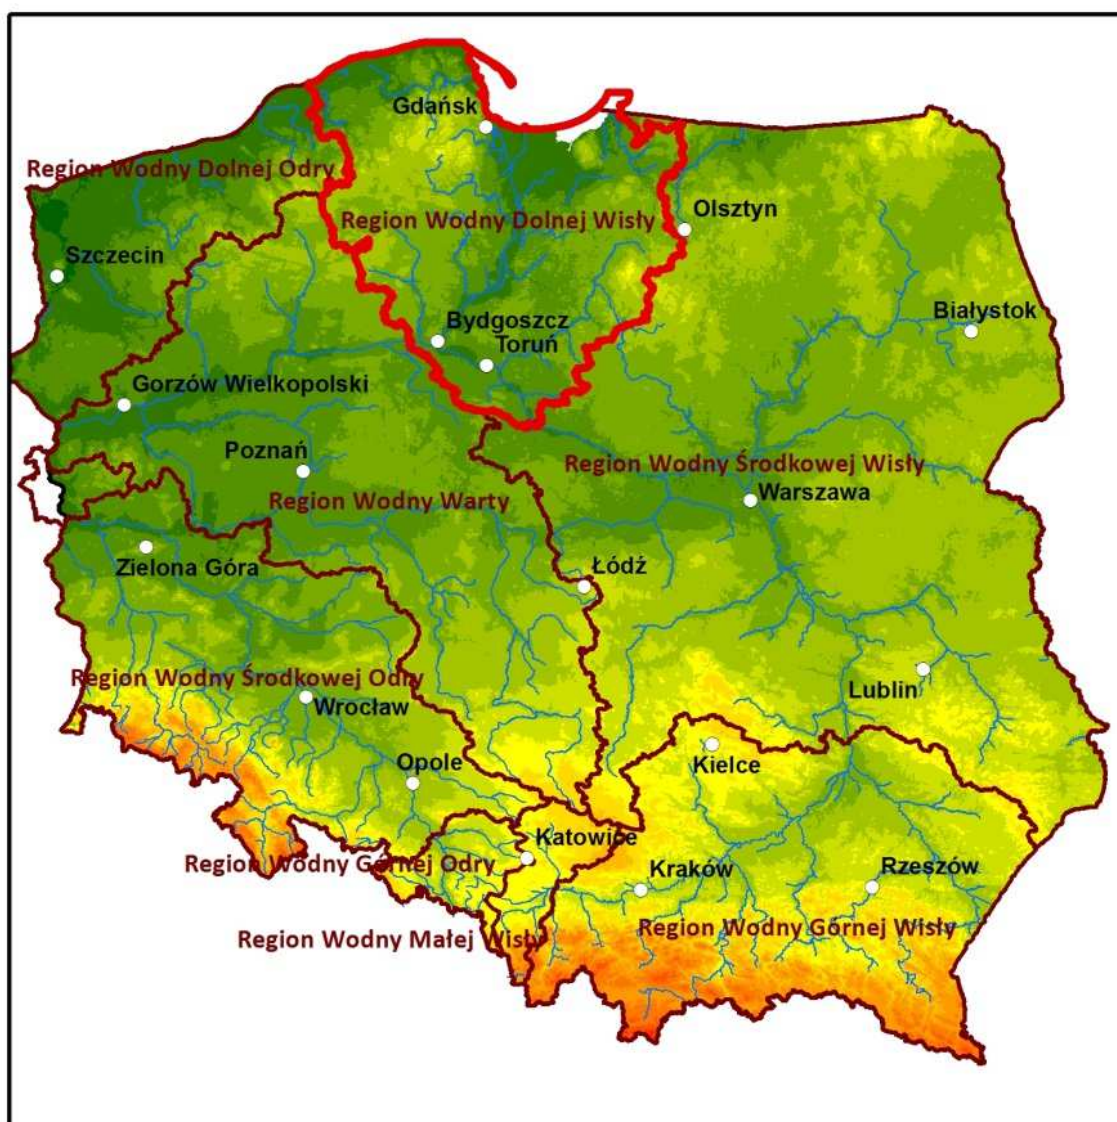 Gdańsk
Region Wodny Dolnej Odry
Olsztyn
Region Wodny Dolnej Wisły
Szczecin
Białystok
Bydgoszcz
Toruń
Gorzów Wielkopolski
Poznań
Region Wodny Środkowej Wisły
Warszawa
Region Wodny Warty
Zielona Góra
Łódź
Region Wodny Środkowej Odry
Lublin
Wrocław
Opole
Kielce
Katowice
Region Wodny Górnej Odry
Kraków
Rzeszów
Region Wodny Górnej Wisły
Region Wodny Małej Wisły